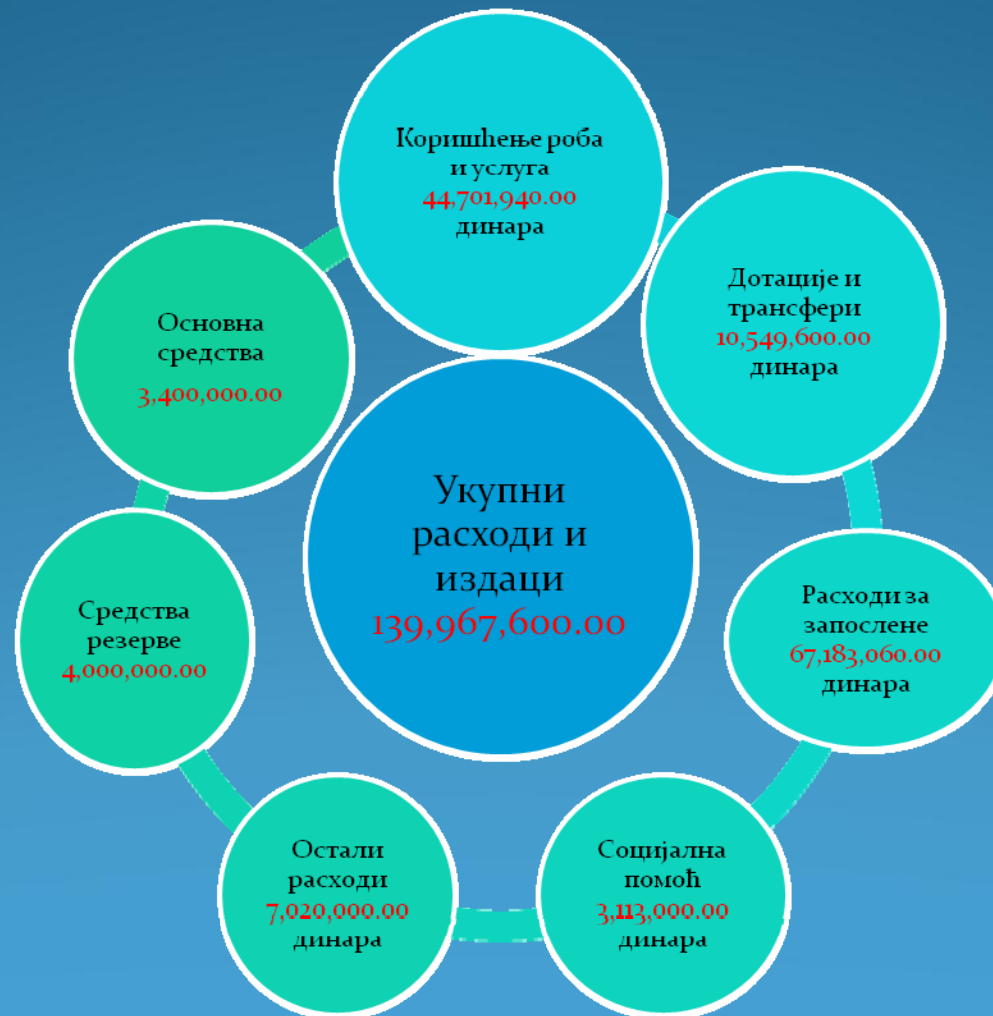 Коришћење роба
и услуга
44,701,940.00
динара
Дотације и
трансфери
10,549,600.00
динара
Основна
средства
3,400,000.00
Укупни
расходи и
издаци
139,967,600.00
Расходи за
запослене
67,183,060.00
динара
Средства
резерве
4,000,000.00
Остали
расходи
7,020,000.00
динара
Социјална
помоћ
3,113,000.00
динара